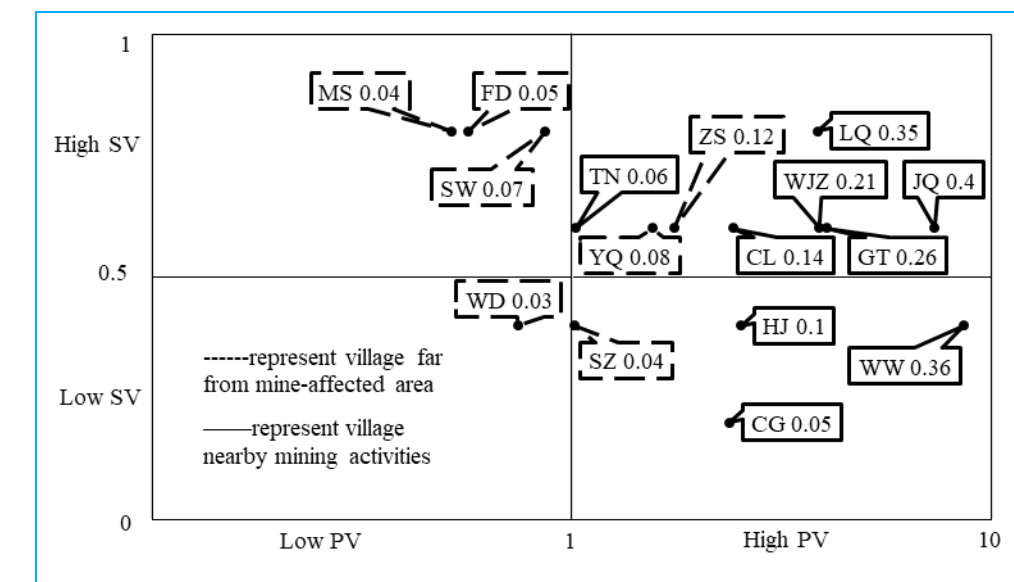 1
MS 0.04
FD 0.05
ZS 0.12
LQ 0.35
High SV
SW 0.07
TN 0.06
WJZ 0.21
JQ 0.4
YQ 0.08
CL 0.14
GT 0.26
0.5
WD 0.03
HJ 0.1
SZ 0.04
WW 0.36
------represent village far
from mine-affected area
Low SV
——represent village
nearby mining activities
CG 0.05
0
Low PV
1
High PV
10